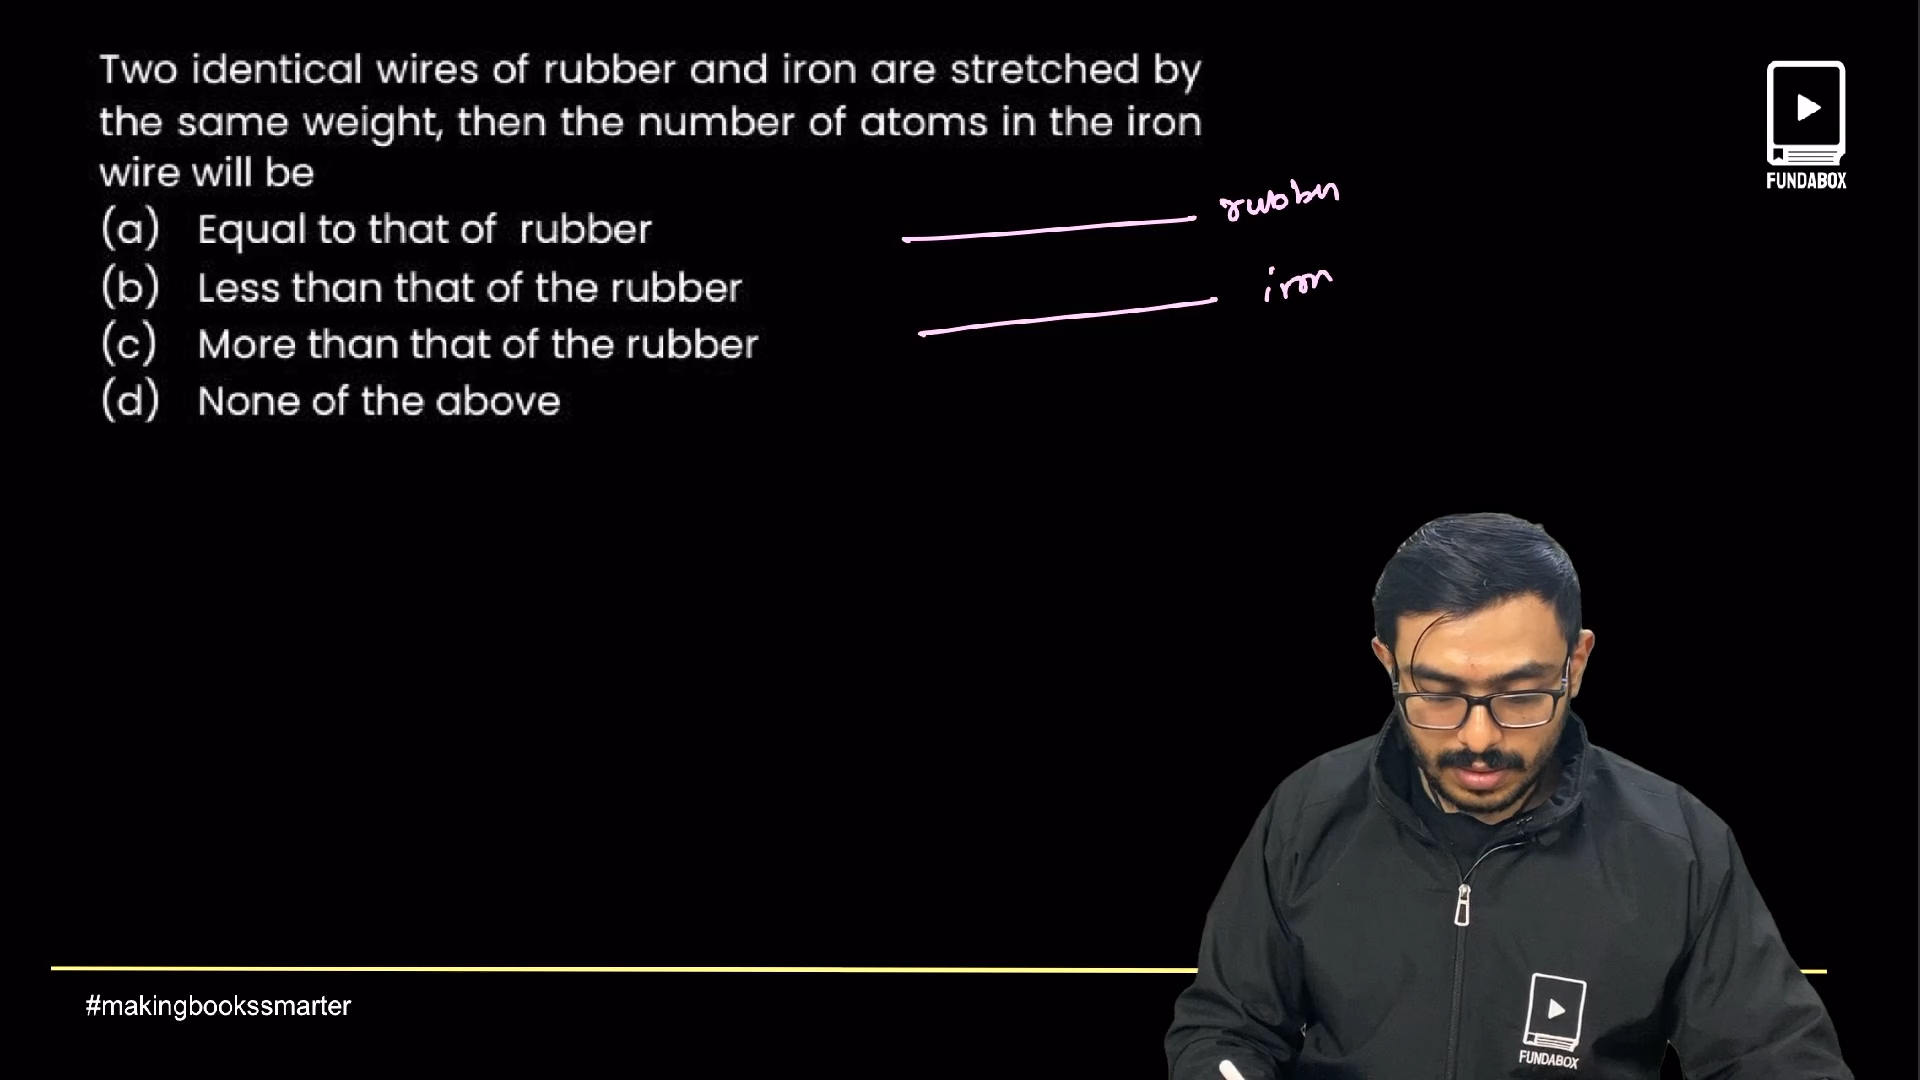 Two identical wires of rubber and iron are stretched by
the same weight, then the number of atoms in the iron
wire will be
(a) Equal to that of rubber
(b) Less than that of the rubber
(c) More than that of the rubber
(d) None of the above
rubber
iron
FUNDABOX
#makingbookssmarter
FUNDABOX